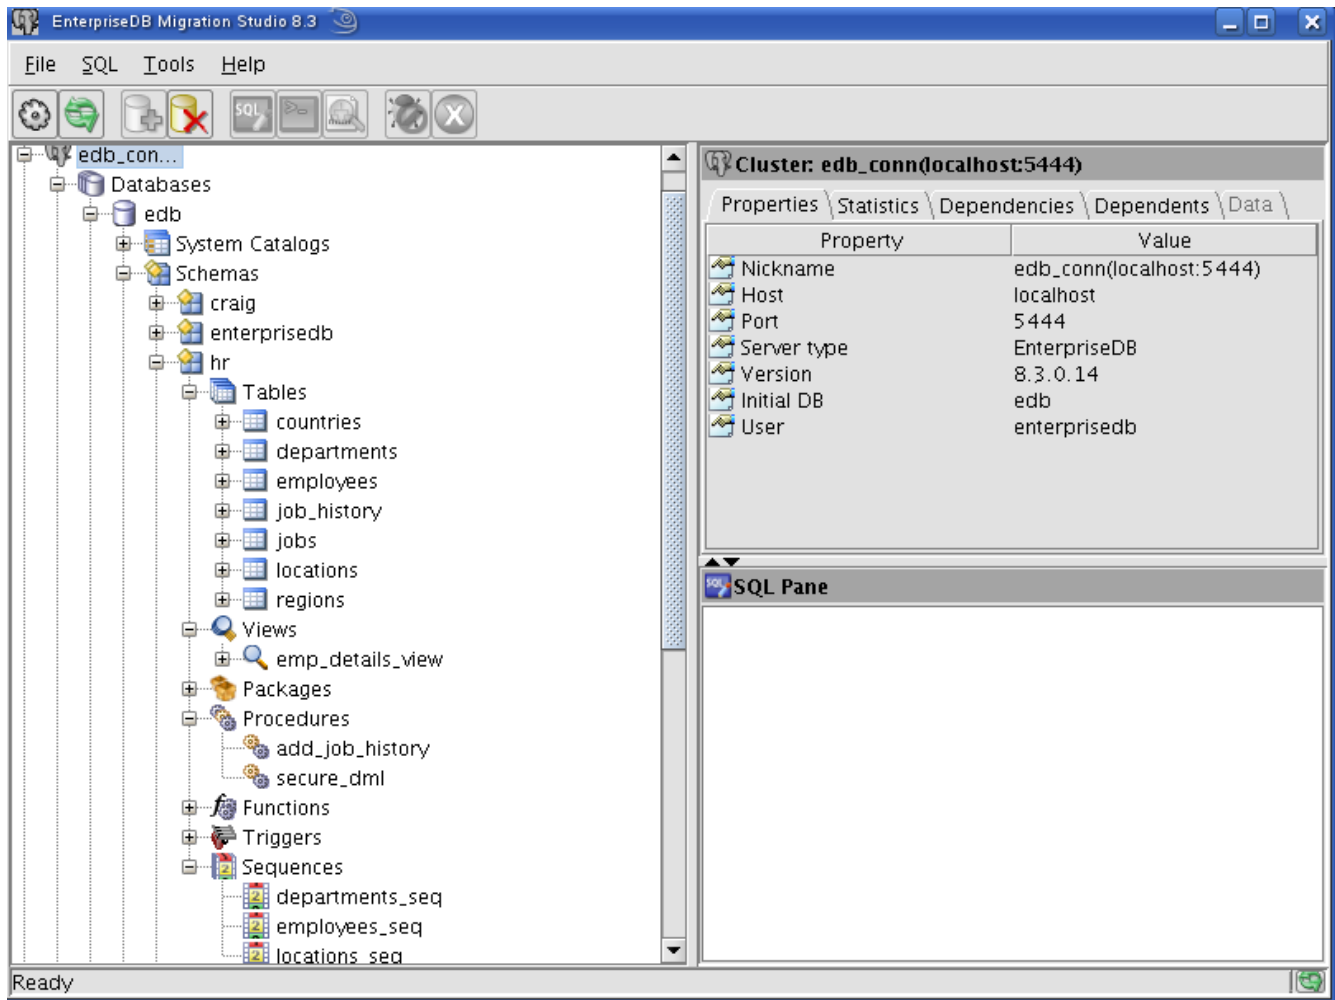 EnterpriseDB Migration Studio 8.3
File SQL Tools Help
SQL
edb_con...
Databases
edb
System Catalogs
Schemas
craig
enterprisedb
hr
Tables
countries
departments
employees
job_history
jobs
locations
regions
Views
emp_details_view
Packages
Procedures
add_job_history
secure_dml
Functions
Triggers
Sequences
departments_seq
employees_seq
locations_seq
Cluster: edb_conn(localhost:5444)
Properties Statistics Dependencies Dependents Data
Property Value
Nickname edb_conn(localhost:5444)
Host localhost
Port 5444
Server type EnterpriseDB
Version 8.3.0.14
Initial DB edb
User enterprisedb
SQL Pane
Ready